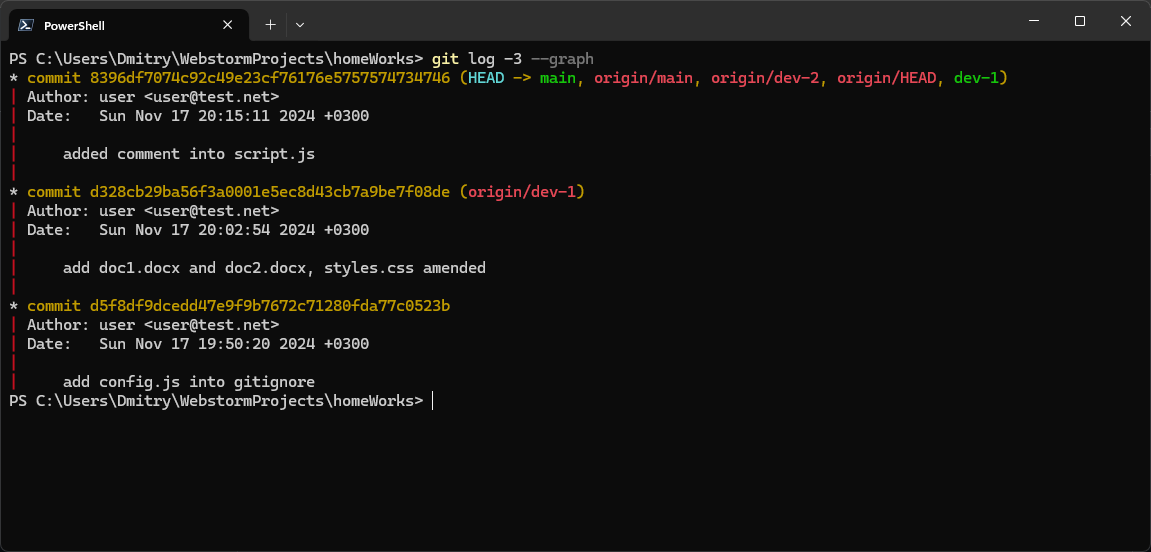 PowerShell
PS C:\Users\Dmitry\WebstormProjects\homeWorks> git log -3 --graph
* commit 8396df7074c92c49e23cf76176e5757574734746 (HEAD -> main, origin/main, origin/dev-2, origin/HEAD, dev-1)
| Author: user <user@test.net>
| Date:   Sun Nov 17 20:15:11 2024 +0300
|
|     added comment into script.js
|
* commit d328cb29ba56f3a0001e5ec8d43cb7a9be7f08de (origin/dev-1)
| Author: user <user@test.net>
| Date:   Sun Nov 17 20:02:54 2024 +0300
|
|     add doc1.docx and doc2.docx, styles.css amended
|
* commit d5f8df9dcedd47e9f9b7672c71280fda77c0523b
| Author: user <user@test.net>
| Date:   Sun Nov 17 19:50:20 2024 +0300
|
|     add config.js into gitignore
PS C:\Users\Dmitry\WebstormProjects\homeWorks>